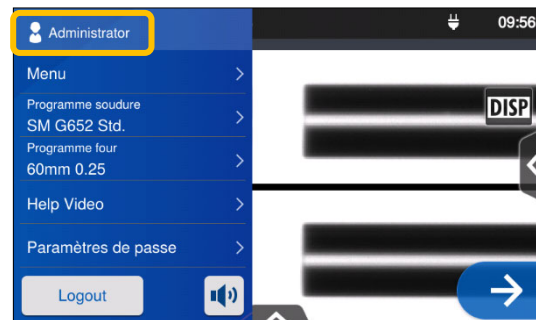 Administrator
09:56
Menu
Programme soudure
SM G652 Std.
DISP
Programme four
60mm 0.25
Help Video
Paramètres de passe
Logout